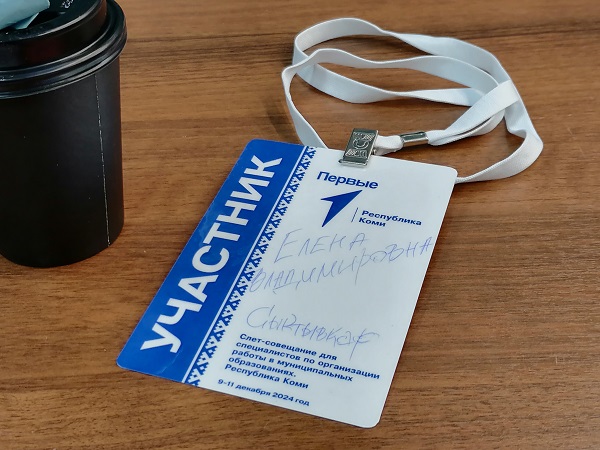 УЧАСТНИК
Первые
Республика
Коми
Елена
Владимировна
Сыктывкар
Слет-совещание для
специалистов по организации
работы в муниципальных
образованиях.
Республика Коми
9-11 декабря 2024 год